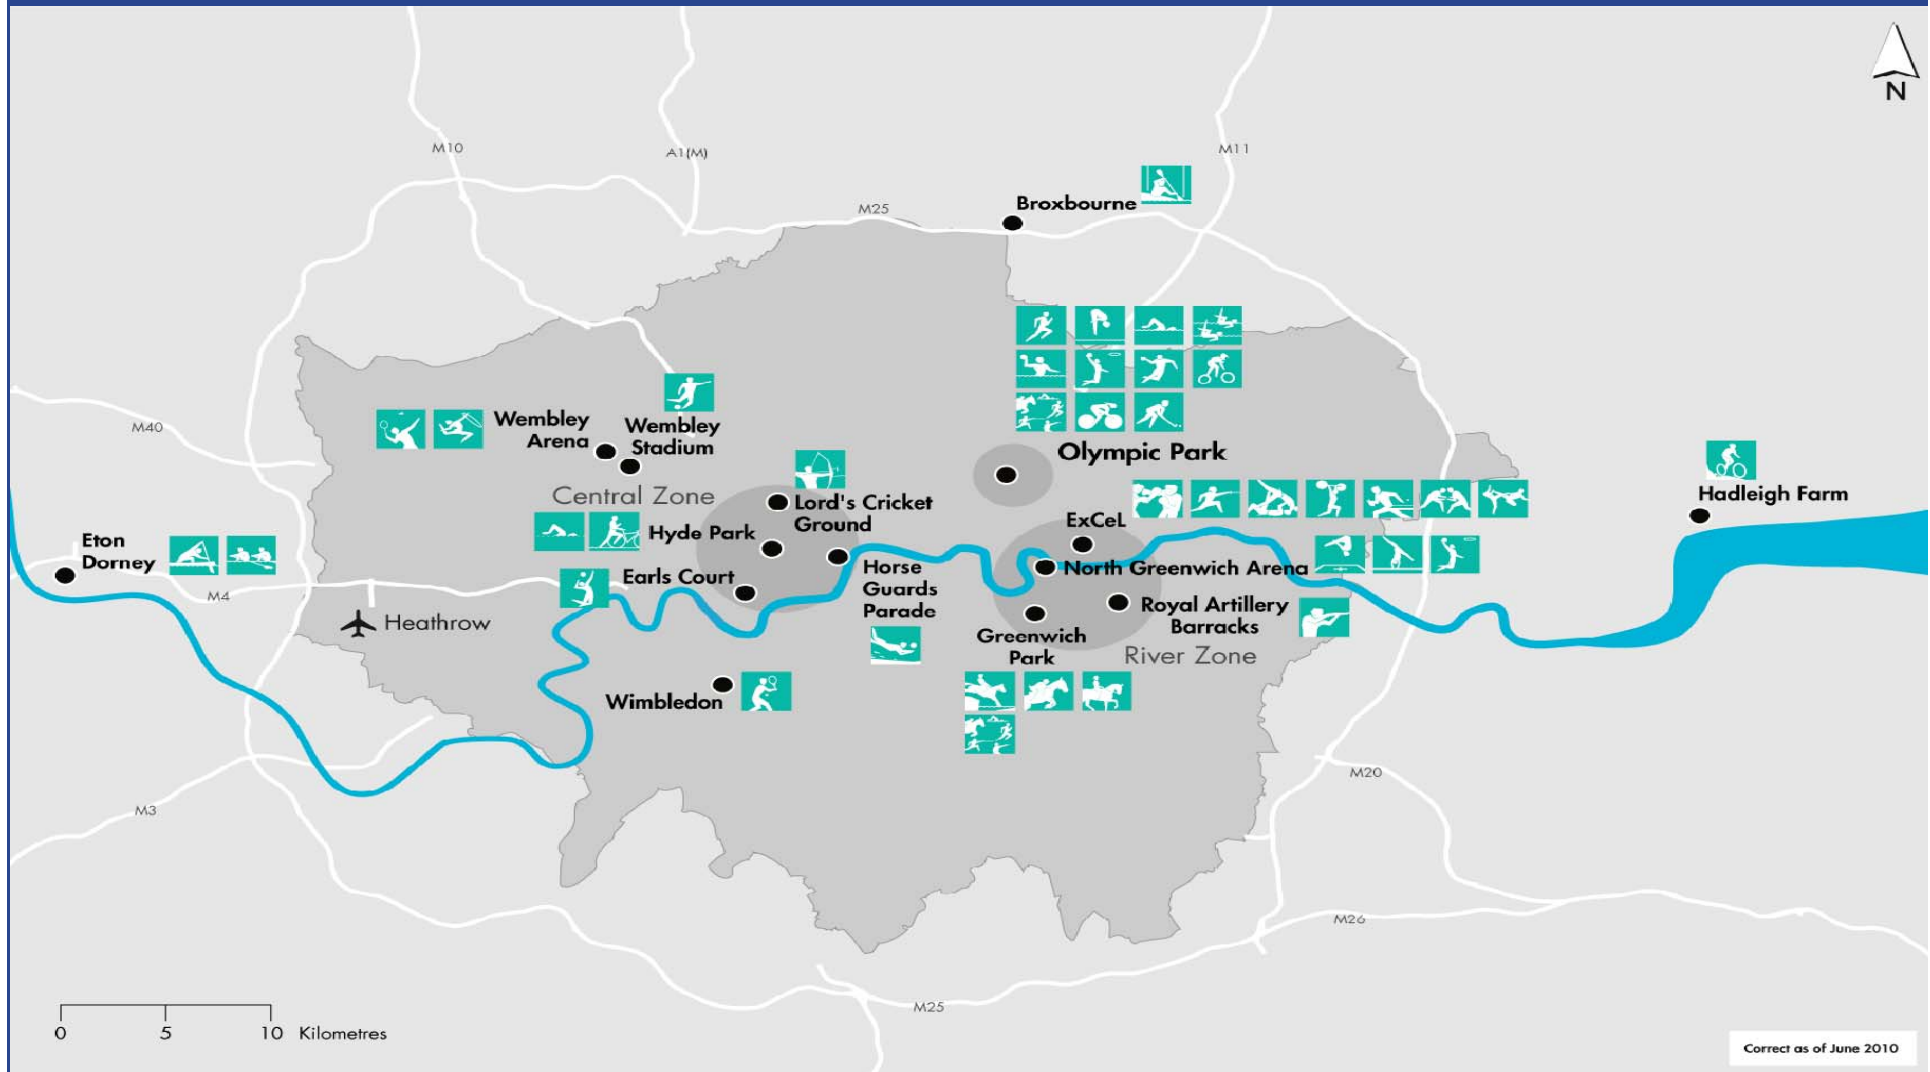 N
M10
A1(M)
M11
M25
Broxbourne
M40
Wembley
Arena
Wembley
Stadium
Central Zone
Olympic Park
Lord's Cricket
Ground
Hyde Park
ExCeL
Hadleigh Farm
Eton
Dorney
Earls Court
Horse
Guards
Parade
North Greenwich Arena
M4
Heathrow
Royal Artillery
Barracks
Greenwich
Park
River Zone
Wimbledon
M20
M3
M26
M25
0 5 10 Kilometres
Correct as of June 2010